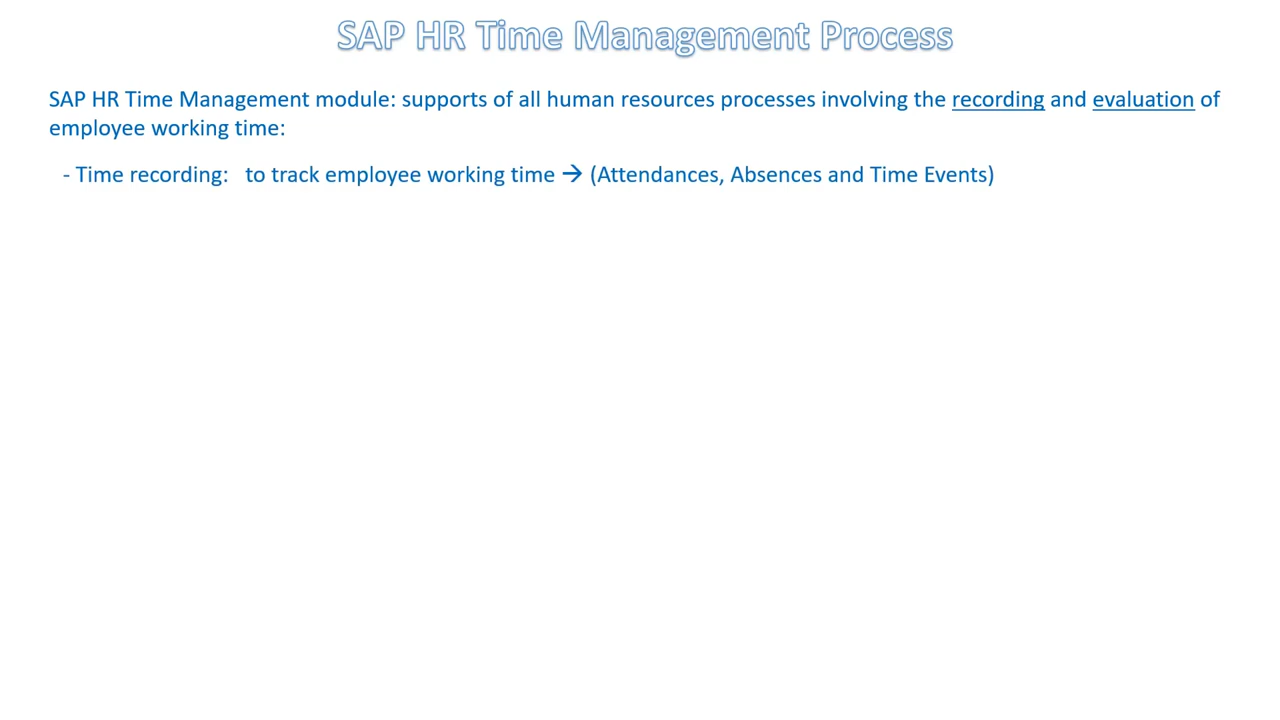 SAP HR Time Management Process
SAP HR Time Management module: supports of all human resources processes involving the recording and evaluation of
employee working time:
- Time recording: to track employee working time → (Attendances, Absences and Time Events)